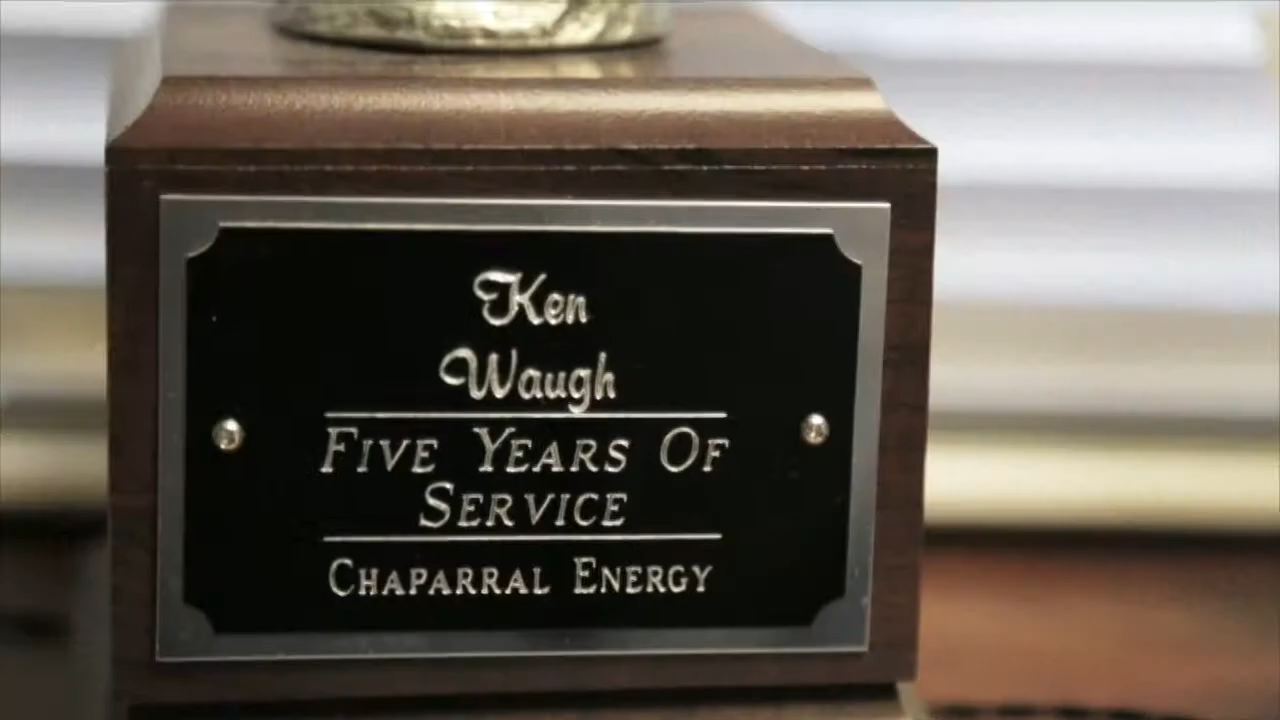 Ken
Waugh
FIVE YEARS OF
SERVICE
CHAPARRAL ENERGY